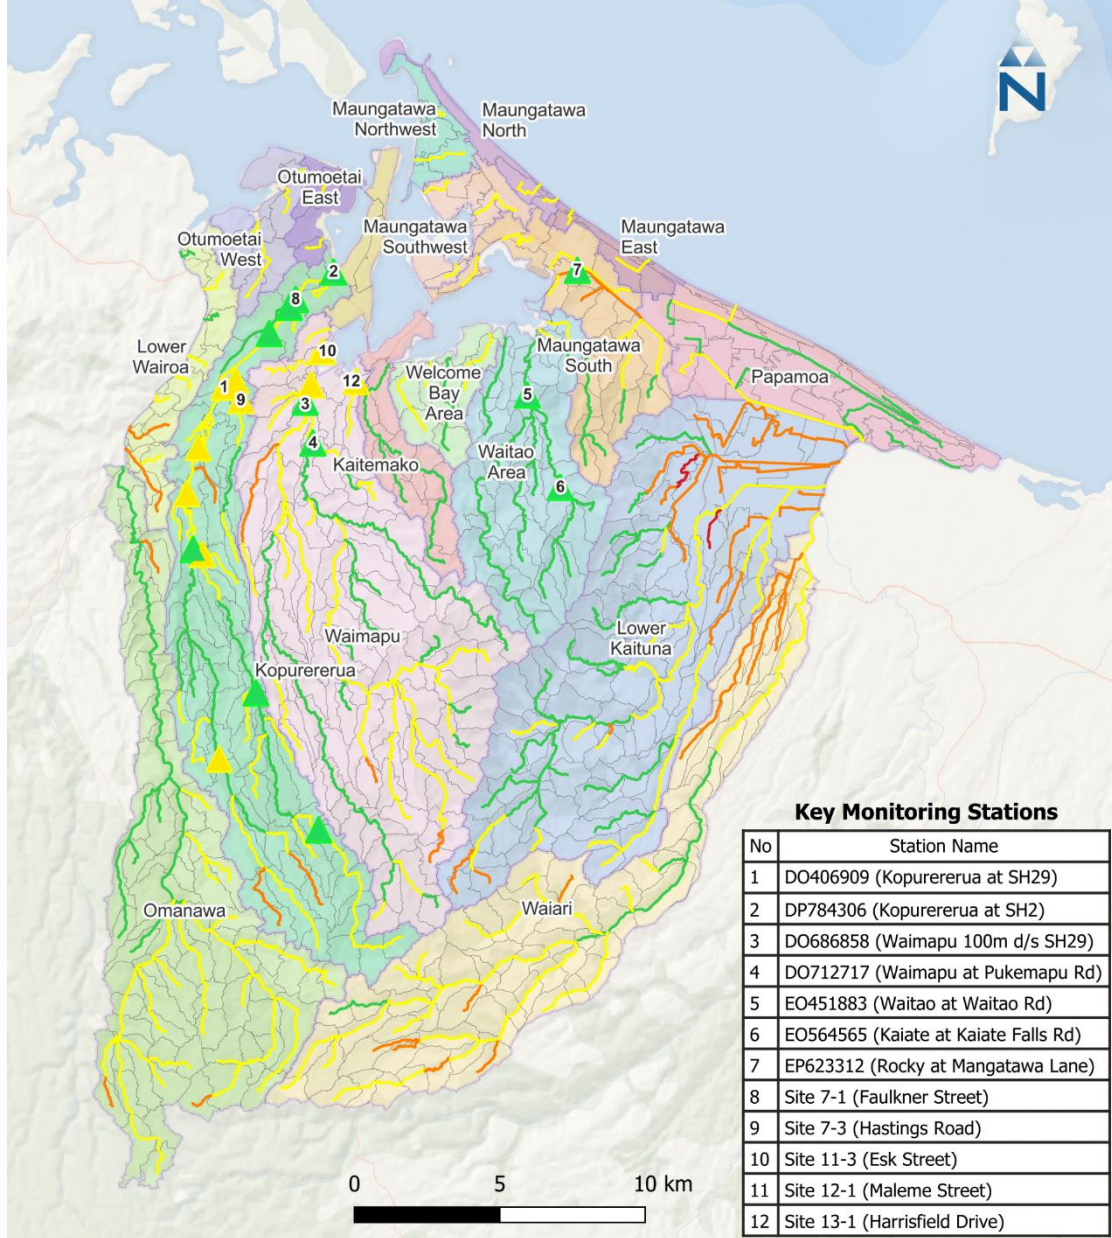 N
Maungatawa
Northwest
Maungatawa
North
Otumoetai
East
Maungatawa
Southwest
Maungatawa
East
Otumoetai
West
2
7
8
Lower
Wairoa
10
Maungatawa
South
Welcome
Bay
Area
Papamoa
1
12
9
3
5
4
Kaitemako
Waitao
Area
6
Waimapu
Lower
Kaituna
Kopurererua
Omanawa
Waiari
Key Monitoring Stations
No Station Name
1 DO406909 (Kopurererua at SH29)
2 DP784306 (Kopurererua at SH2)
3 DO686858 (Waimapu 100m d/s SH29)
4 DO712717 (Waimapu at Pukemapu Rd)
5 EO451883 (Waitao at Waitao Rd)
6 EO564565 (Kaiate at Kaiate Falls Rd)
7 EP623312 (Rocky at Mangatawa Lane)
8 Site 7-1 (Faulkner Street)
9 Site 7-3 (Hastings Road)
10 Site 11-3 (Esk Street)
11 Site 12-1 (Maleme Street)
12 Site 13-1 (Harrisfield Drive)
0 5 10 km